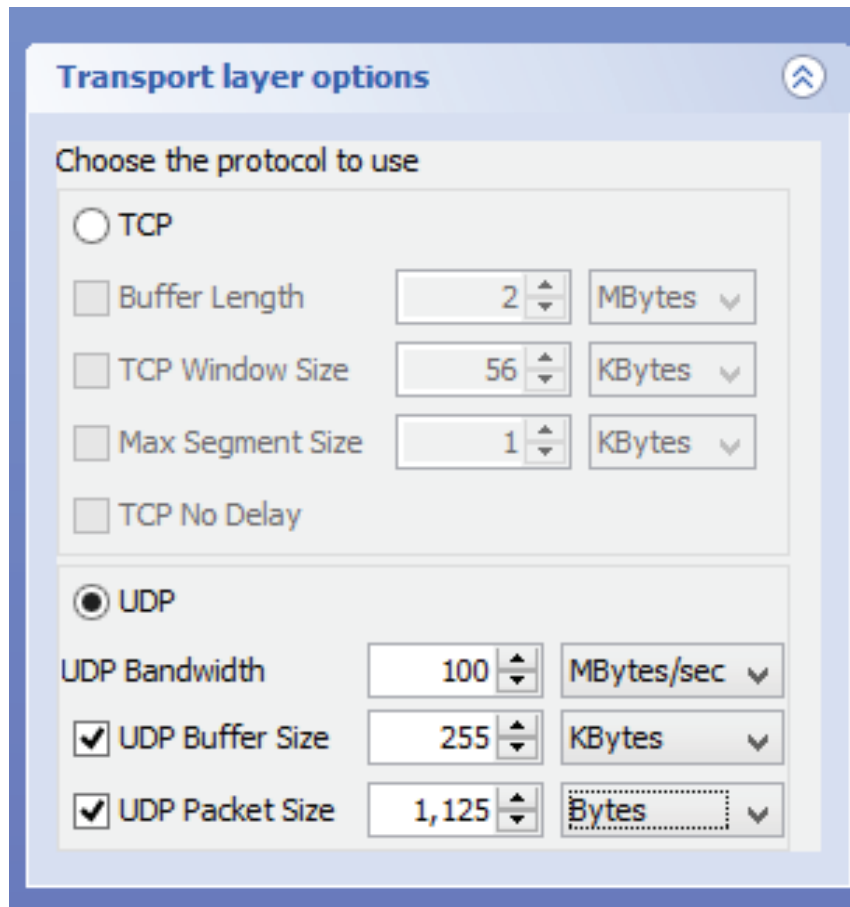 Transport layer options
Choose the protocol to use
TCP
Buffer Length 2 MBytes
TCP Window Size 56 KBytes
Max Segment Size 1 KBytes
TCP No Delay
UDP
UDP Bandwidth 100 MBytes/sec
UDP Buffer Size 255 KBytes
UDP Packet Size 1,125 Bytes